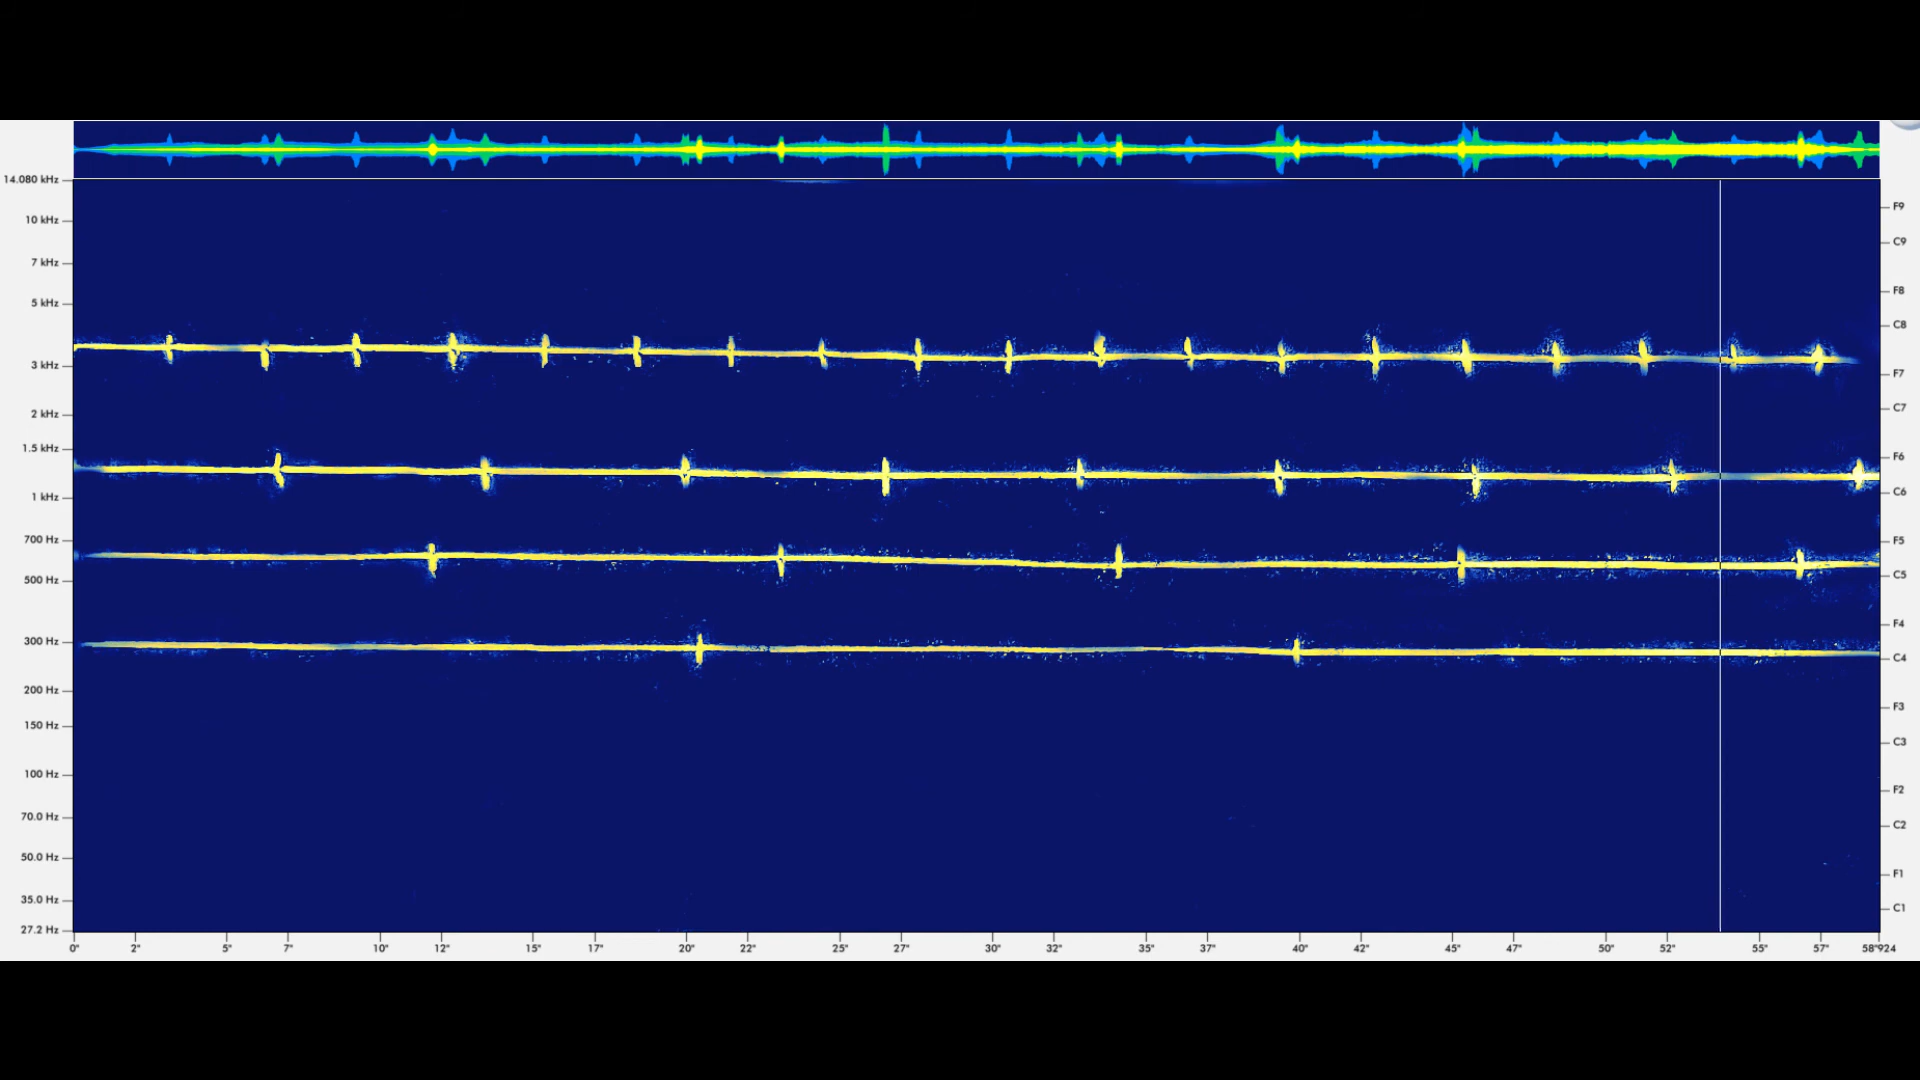 14.080 kHz
10 kHz
7 kHz
5 kHz
3 kHz
2 kHz
1.5 kHz
1 kHz
700 Hz
500 Hz
300 Hz
200 Hz
150 Hz
100 Hz
70.0 Hz
50.0 Hz
35.0 Hz
27.2 Hz
F9
C9
F8
C8
F7
C7
F6
C6
F5
C5
F4
C4
F3
C3
F2
C2
F1
C1
0" 2" 5" 7" 10" 12" 15" 17" 20" 22" 25" 27" 30" 32" 35" 37" 40" 42" 45" 47" 50" 52" 55" 57" 58"924